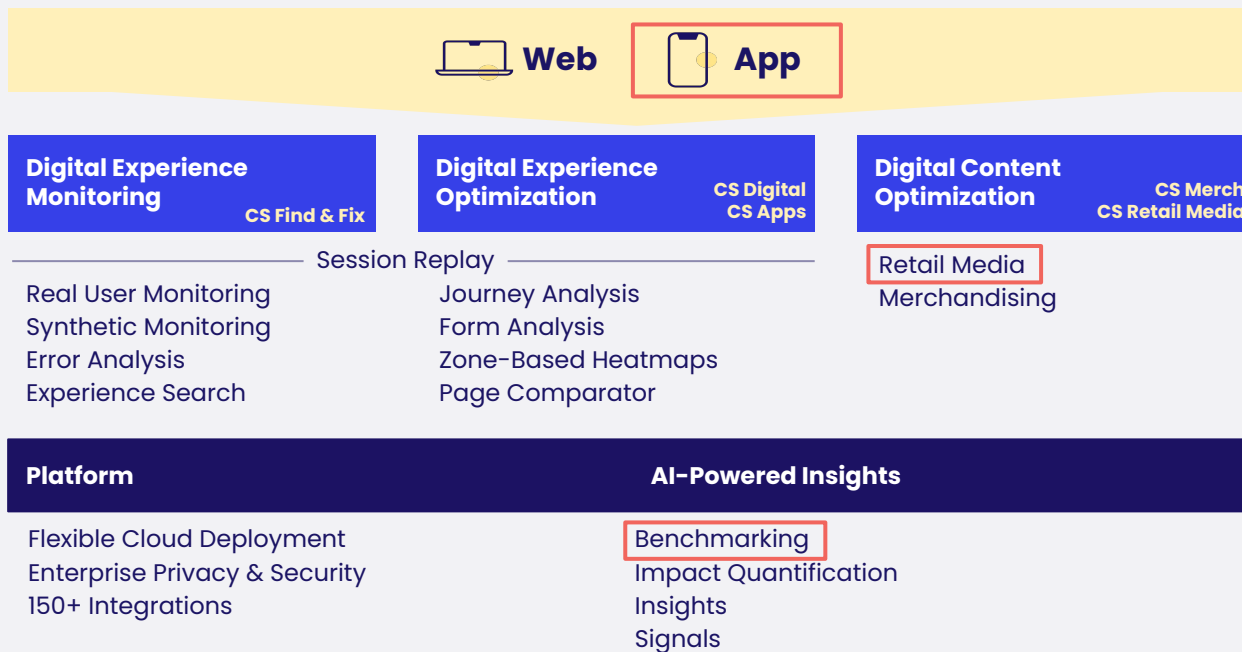 Web
App
Digital Experience
Monitoring
CS Find & Fix
Digital Experience
Optimization
CS Digital
CS Apps
Digital Content
Optimization
CS Merch
CS Retail Media
Session Replay
Real User Monitoring
Synthetic Monitoring
Error Analysis
Experience Search
Journey Analysis
Form Analysis
Zone-Based Heatmaps
Page Comparator
Retail Media
Merchandising
Platform
Flexible Cloud Deployment
Enterprise Privacy & Security
150+ Integrations
AI-Powered Insights
Benchmarking
Impact Quantification
Insights
Signals